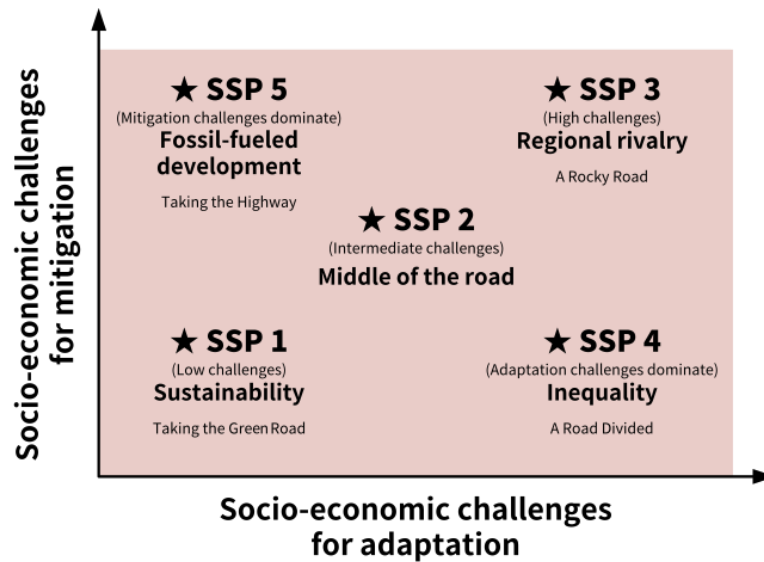 Socio-economic challenges
for mitigation
SSP 5
(Mitigation challenges dominate)
Fossil-fueled
development
Taking the Highway
SSP 3
(High challenges)
Regional rivalry
A Rocky Road
SSP 2
(Intermediate challenges)
Middle of the road
SSP 1
(Low challenges)
Sustainability
Taking the Green Road
SSP 4
(Adaptation challenges dominate)
Inequality
A Road Divided
Socio-economic challenges
for adaptation